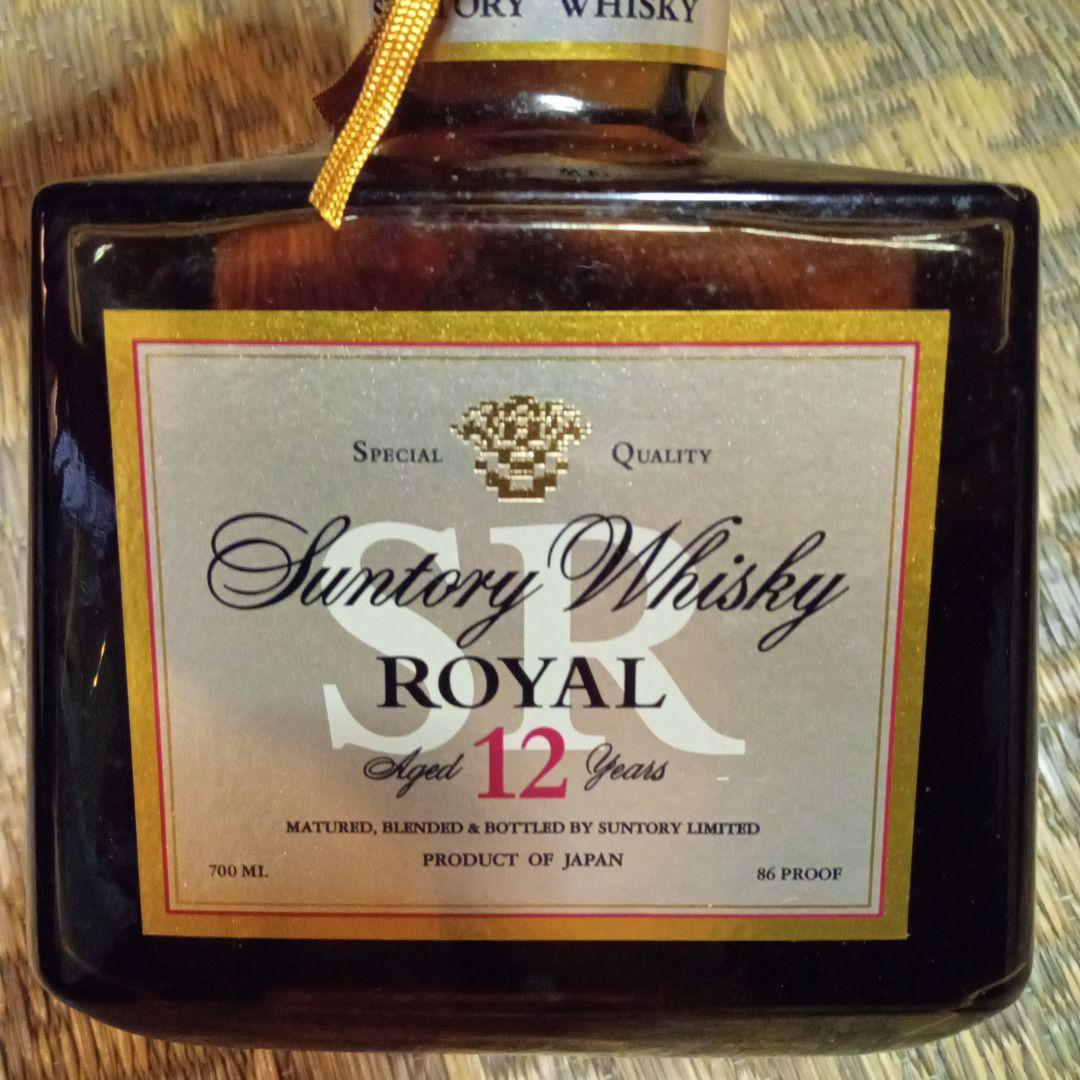 SUNTORY WHISKY
SPECIAL QUALITY
SR
Suntory Whisky
ROYAL
Aged 12 Years
MATURED, BLENDED & BOTTLED BY SUNTORY LIMITED
PRODUCT OF JAPAN
700 ML 86 PROOF